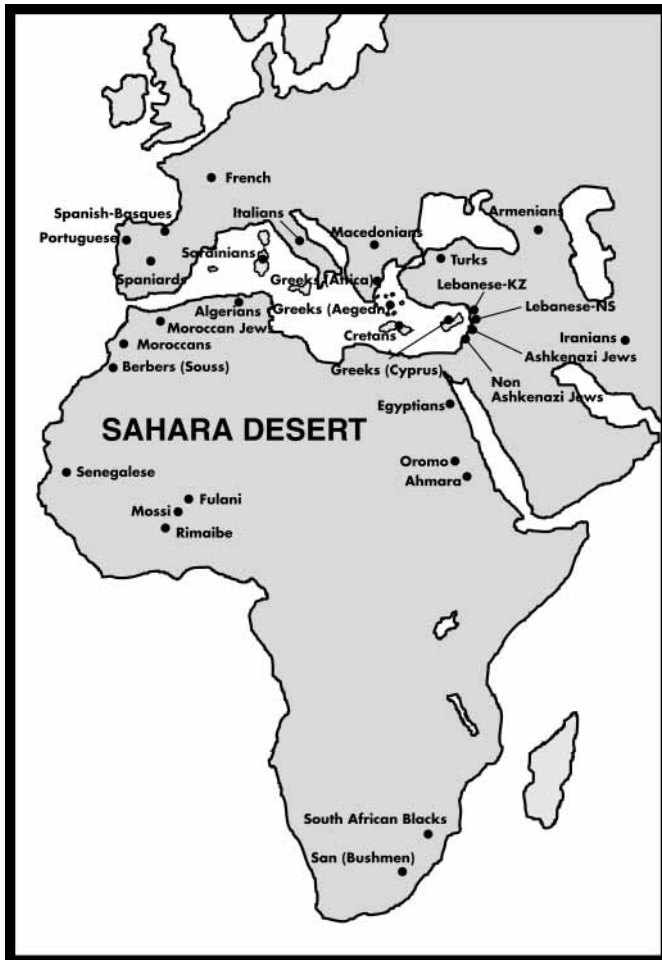 French
Spanish-Basques
Italians
Armenians
Portuguese
Macedonians
Sardinians
Turks
Spaniards
Greeks (Attica)
Lebanese-KZ
Algerians
Greeks (Aegean)
Lebanese-NS
Moroccan Jews
Cretans
Iranians
Moroccans
Ashkenazi Jews
Berbers (Souss)
Greeks (Cyprus)
Non
Ashkenazi Jews
Egyptians
SAHARA DESERT
Oromo
Senegalese
Ahmara
Fulani
Mossi
Rimaibe
South African Blacks
San (Bushmen)